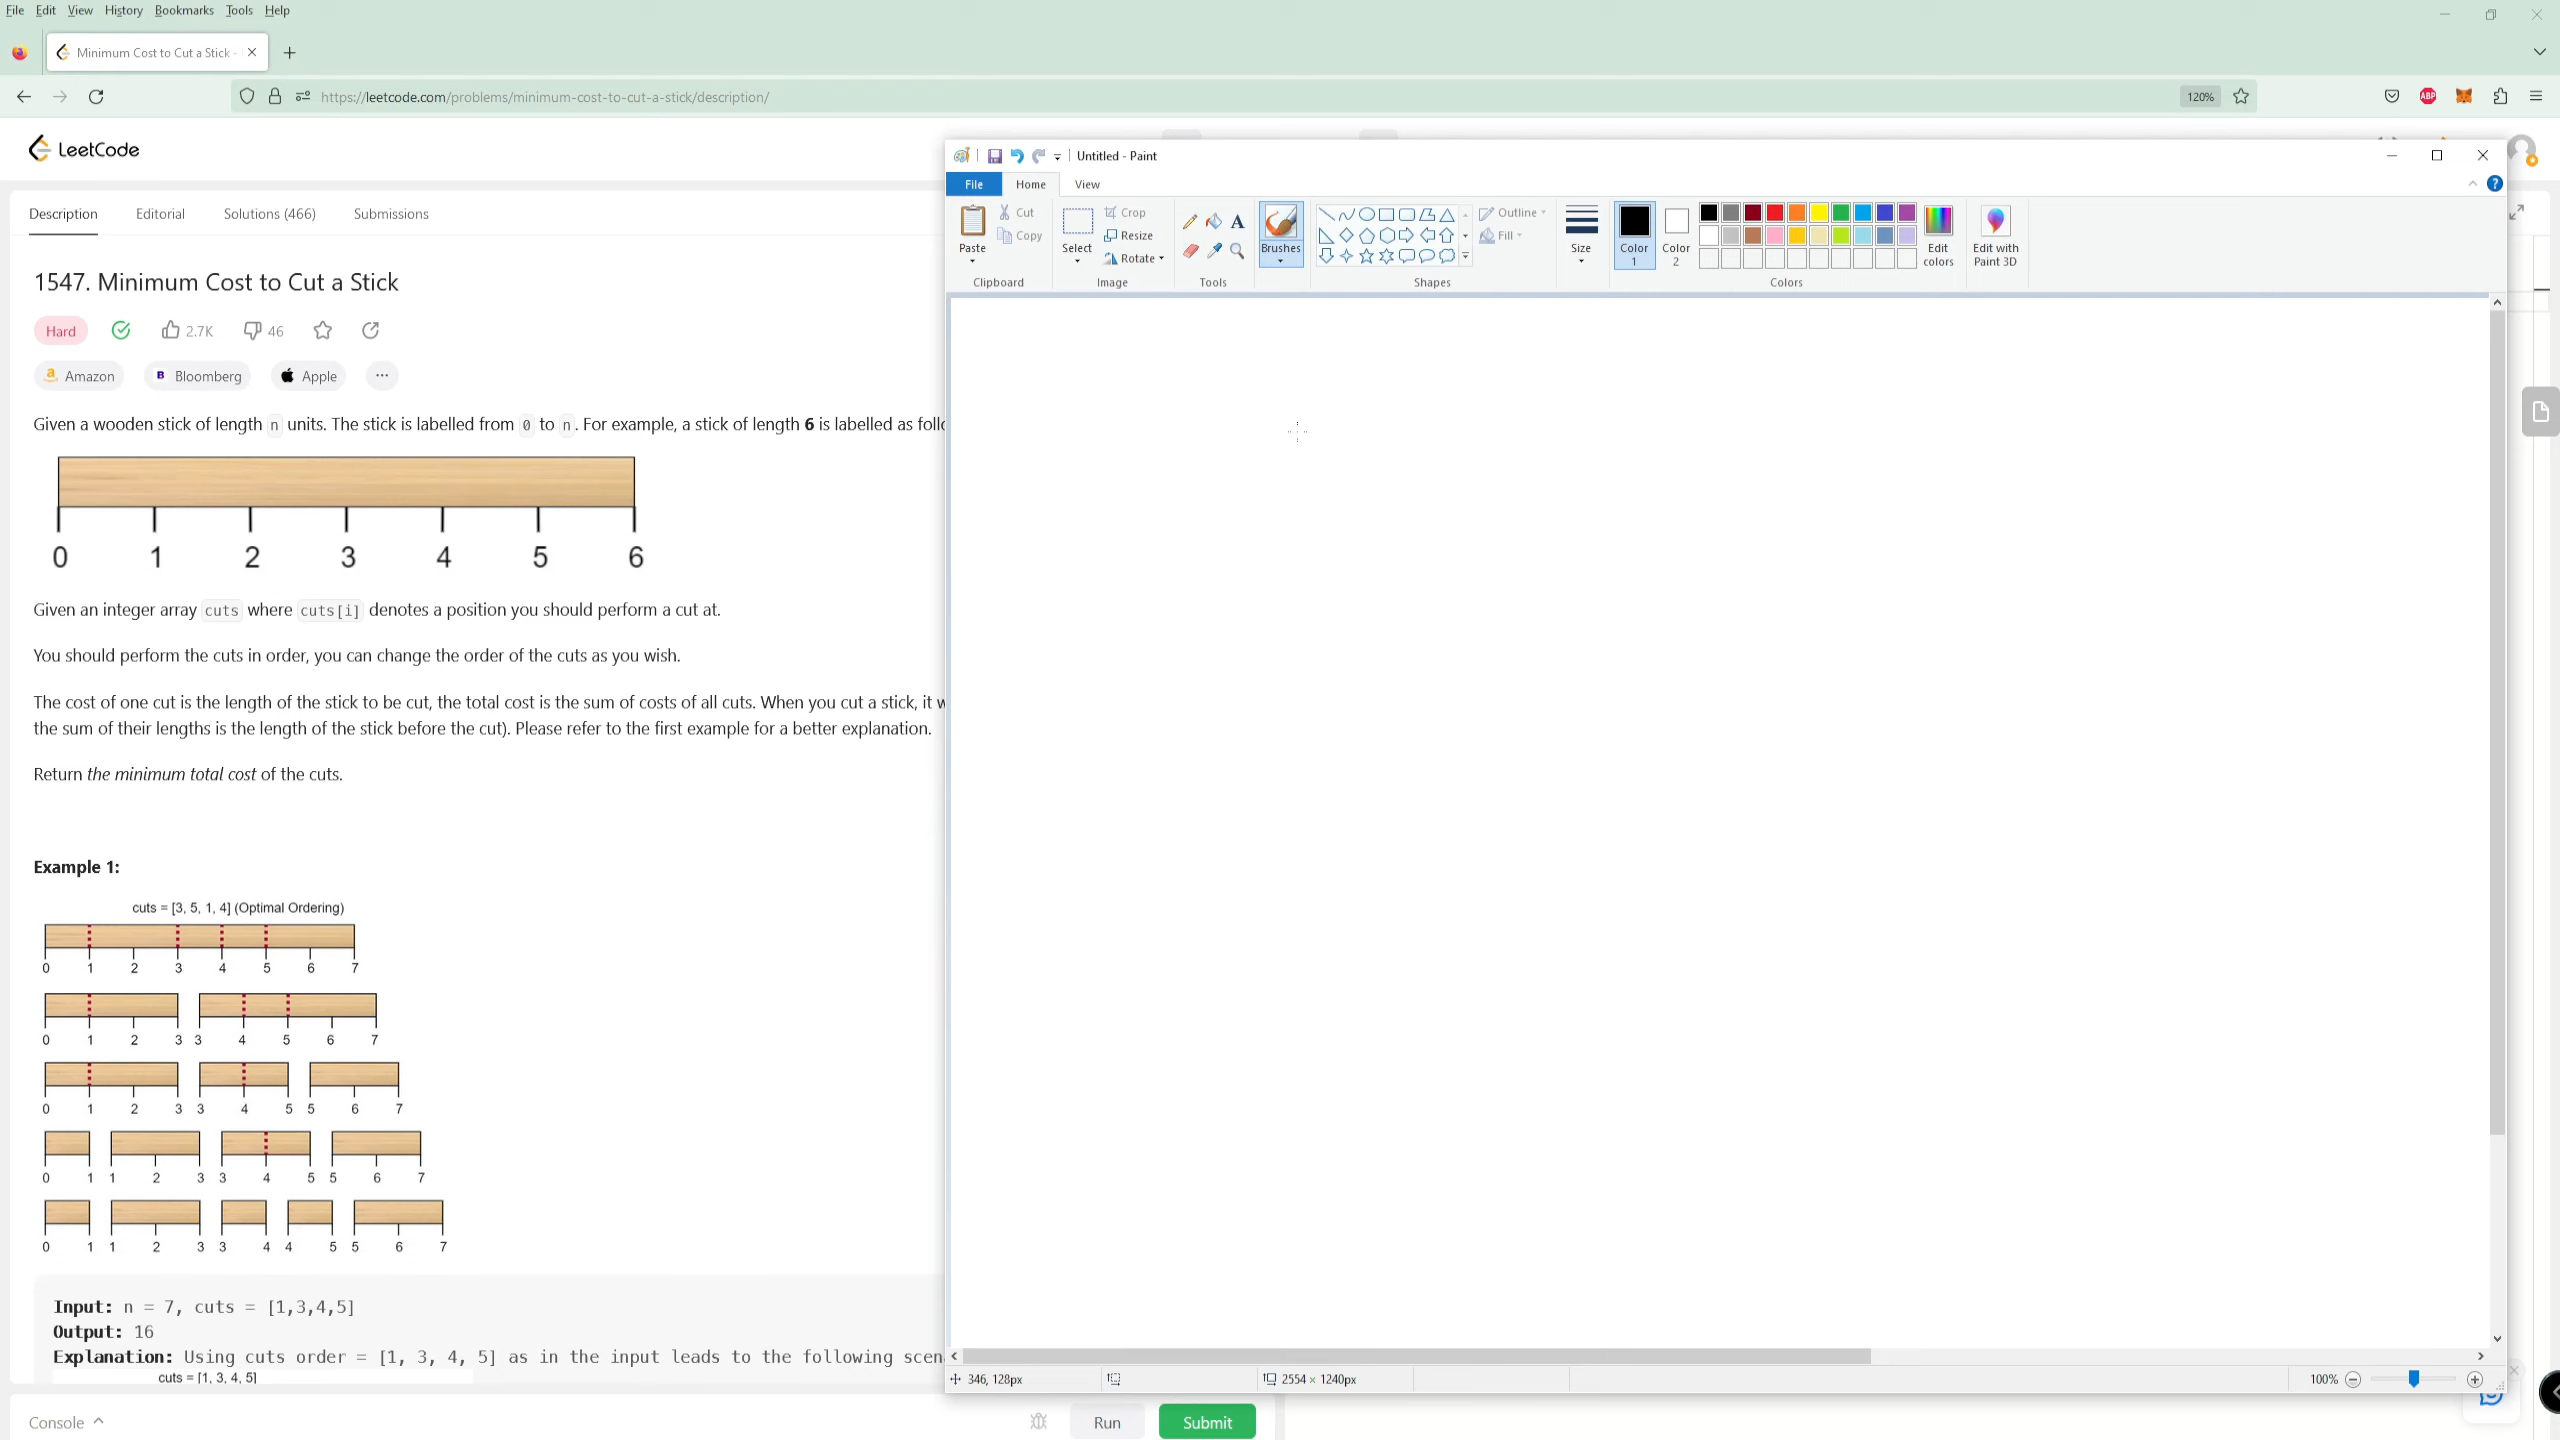 File Edit View History Bookmarks Tools Help
Minimum Cost to Cut a Stick -
https://leetcode.com/problems/minimum-cost-to-cut-a-stick/description/
120%
ABP
LeetCode
Description Editorial Solutions (466) Submissions
1547. Minimum Cost to Cut a Stick
Hard 2.7K 46
Amazon Bloomberg Apple ...
Given a wooden stick of length n units. The stick is labelled from 0 to n. For example, a stick of length 6 is labelled as follo
0 1 2 3 4 5 6
Given an integer array cuts where cuts[i] denotes a position you should perform a cut at.
You should perform the cuts in order, you can change the order of the cuts as you wish.
The cost of one cut is the length of the stick to be cut, the total cost is the sum of costs of all cuts. When you cut a stick, it w
the sum of their lengths is the length of the stick before the cut). Please refer to the first example for a better explanation.
Return the minimum total cost of the cuts.
Example 1:
cuts = [3, 5, 1, 4] (Optimal Ordering)
0 1 2 3 4 5 6 7
0 1 2 3 3 4 5 6 7
0 1 2 3 3 4 5 5 6 7
0 1 1 2 3 3 4 5 5 6 7
0 1 1 2 3 3 4 4 5 5 6 7
Input: n = 7, cuts = [1,3,4,5]
Output: 16
Explanation: Using cuts order = [1, 3, 4, 5] as in the input leads to the following scen
cuts = [1, 3, 4, 5]
Console Run Submit
Untitled - Paint
File Home View
Paste Cut Copy
Clipboard
Select Crop Resize Rotate
Image
A
Tools
Brushes
Shapes
Outline
Fill
Size
Color 1
Color 2
Colors
Edit colors
Edit with Paint 3D
346, 128px
2554 × 1240px
100%